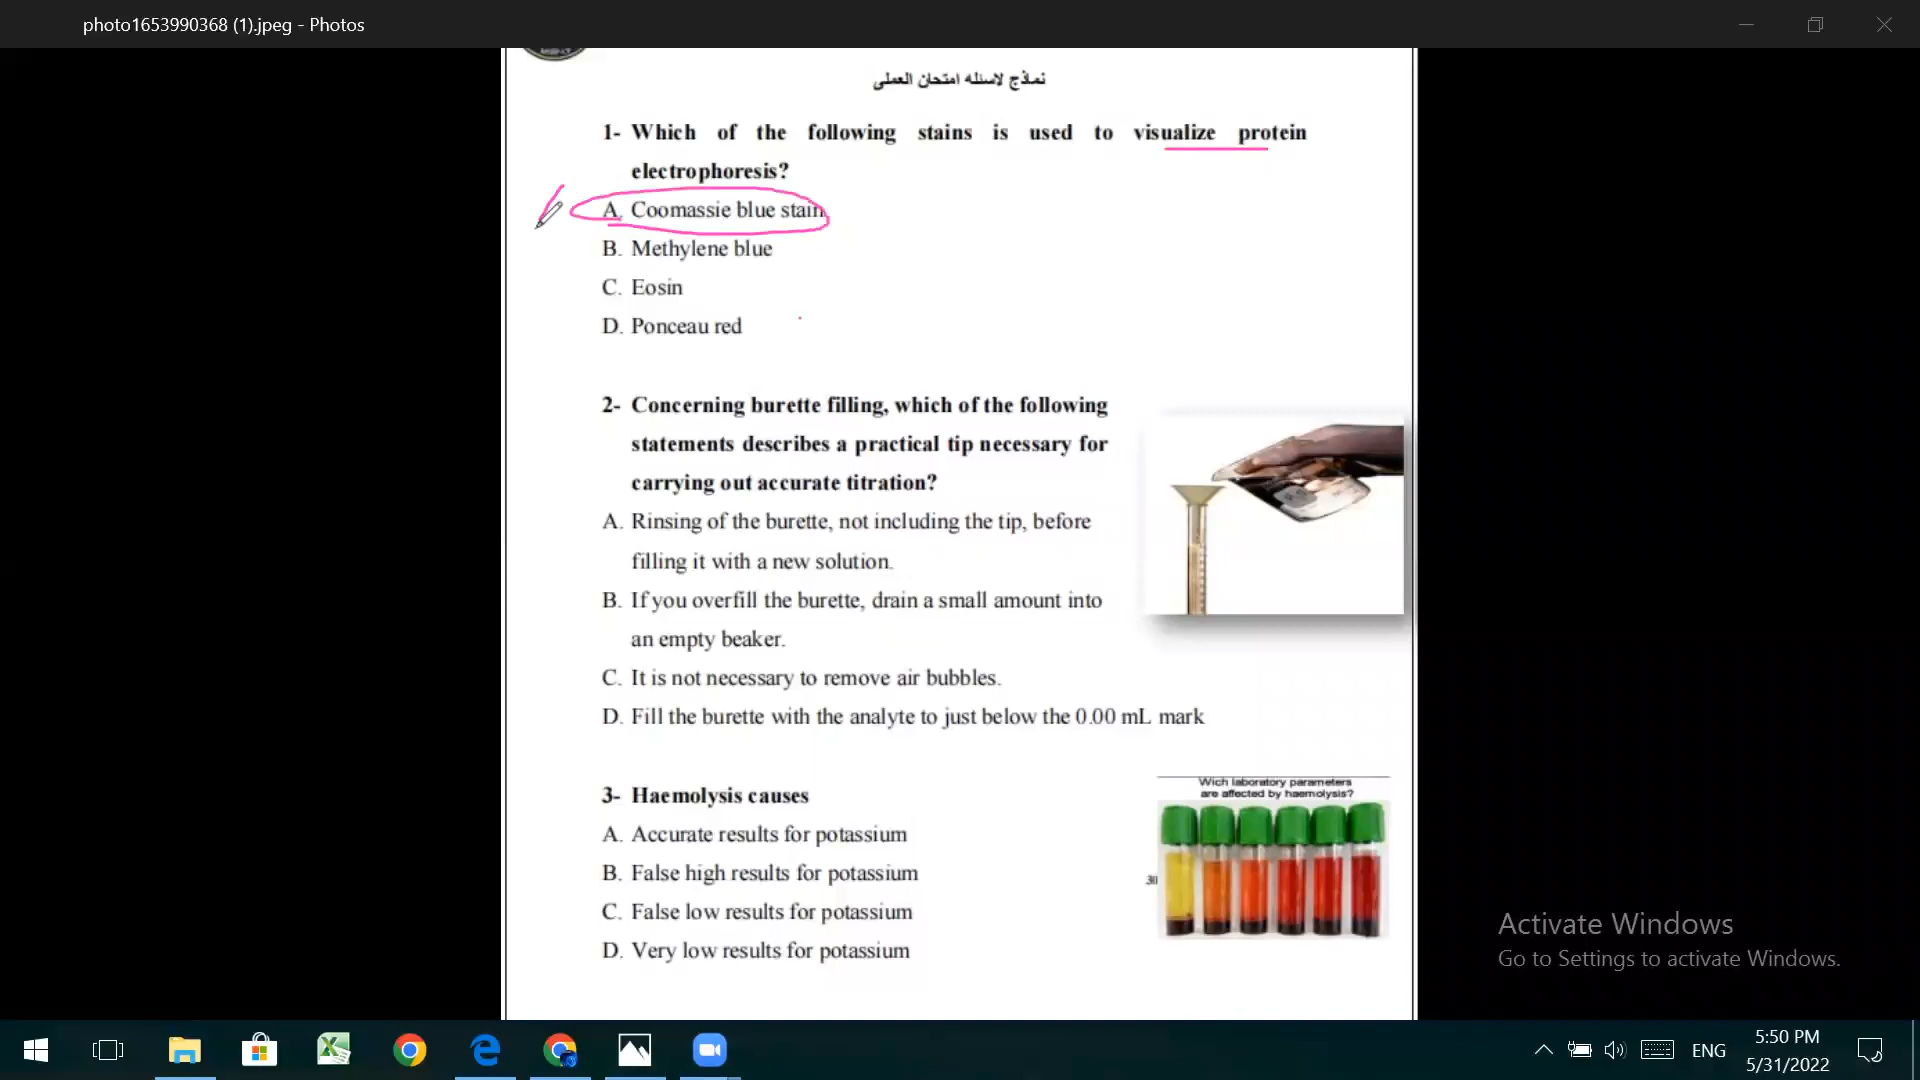 photo1653990368 (1).jpeg - Photos
نماذج لاسئله امتحان العملى
1- Which of the following stains is used to visualize protein
electrophoresis?
A. Coomassie blue stain
B. Methylene blue
C. Eosin
D. Ponceau red
2- Concerning burette filling, which of the following
statements describes a practical tip necessary for
carrying out accurate titration?
A. Rinsing of the burette, not including the tip, before
filling it with a new solution.
B. If you overfill the burette, drain a small amount into
an empty beaker.
C. It is not necessary to remove air bubbles.
D. Fill the burette with the analyte to just below the 0.00 mL mark
3- Haemolysis causes
A. Accurate results for potassium
B. False high results for potassium
C. False low results for potassium
D. Very low results for potassium
Wich laboratory parameters
are affected by haemolysis?
Activate Windows
Go to Settings to activate Windows.
ENG
5:50 PM
5/31/2022